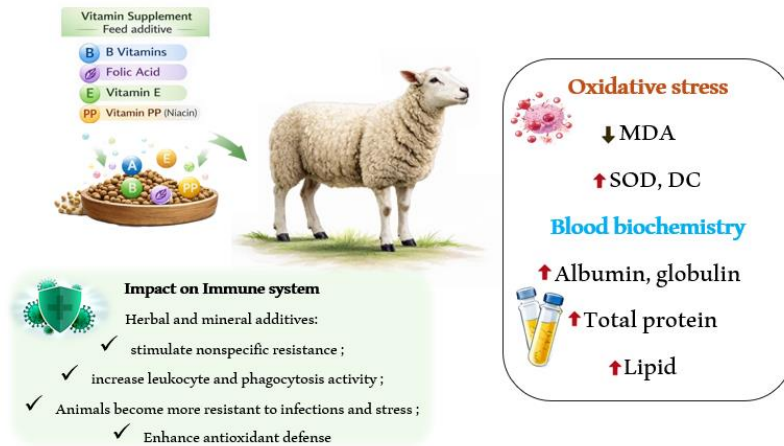 Vitamin Supplement
Feed additive
B B Vitamins
Folic Acid
E Vitamin E
PP Vitamin PP (Niacin)
A
E
B
PP
Impact on Immune system
Herbal and mineral additives:
✓ stimulate nonspecific resistance ;
✓ increase leukocyte and phagocytosis activity ;
✓ Animals become more resistant to infections and stress ;
✓ Enhance antioxidant defense
Oxidative stress
↓ MDA
↑ SOD, DC
Blood biochemistry
↑ Albumin, globulin
↑ Total protein
↑ Lipid